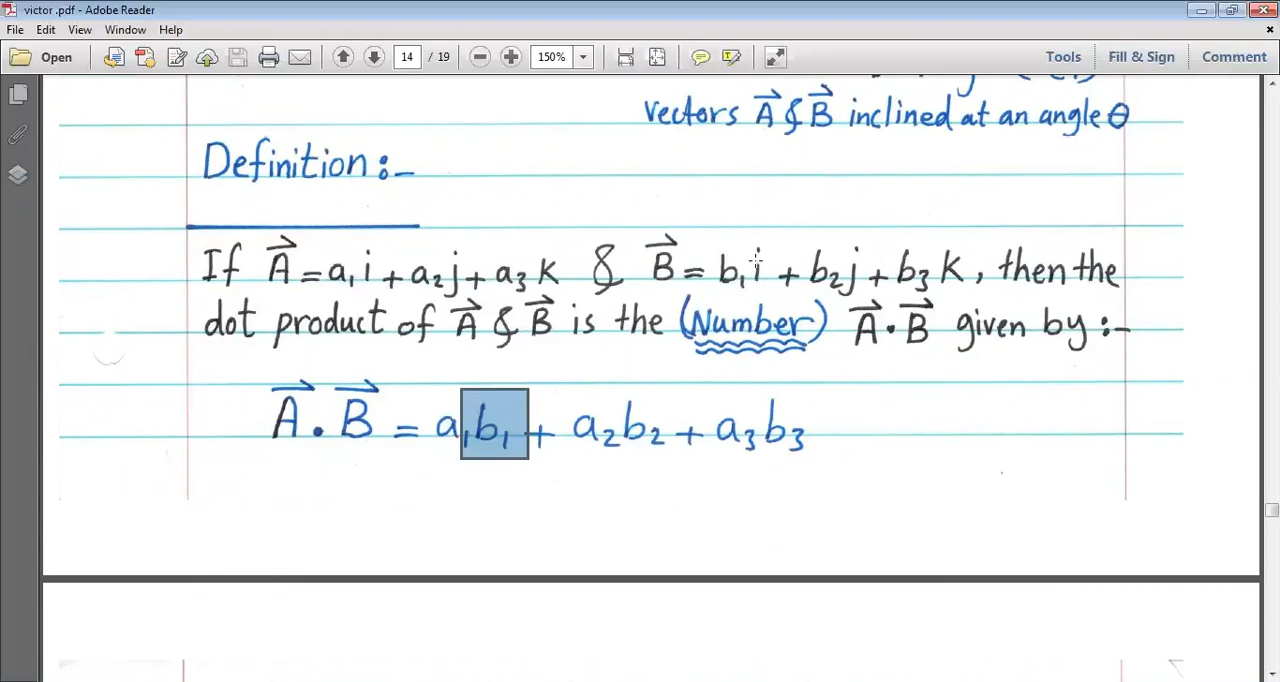 victor .pdf - Adobe Reader
File Edit View Window Help
Open 14 / 19 150% Tools Fill & Sign Comment
vectors A⃗ & B⃗ inclined at an angle θ
Definition :-
If A⃗ = a₁i + a₂j + a₃k & B⃗ = b₁i + b₂j + b₃k, then the
dot product of A⃗ & B⃗ is the (Number) A⃗ · B⃗ given by :-
A⃗ · B⃗ = a₁b₁ + a₂b₂ + a₃b₃